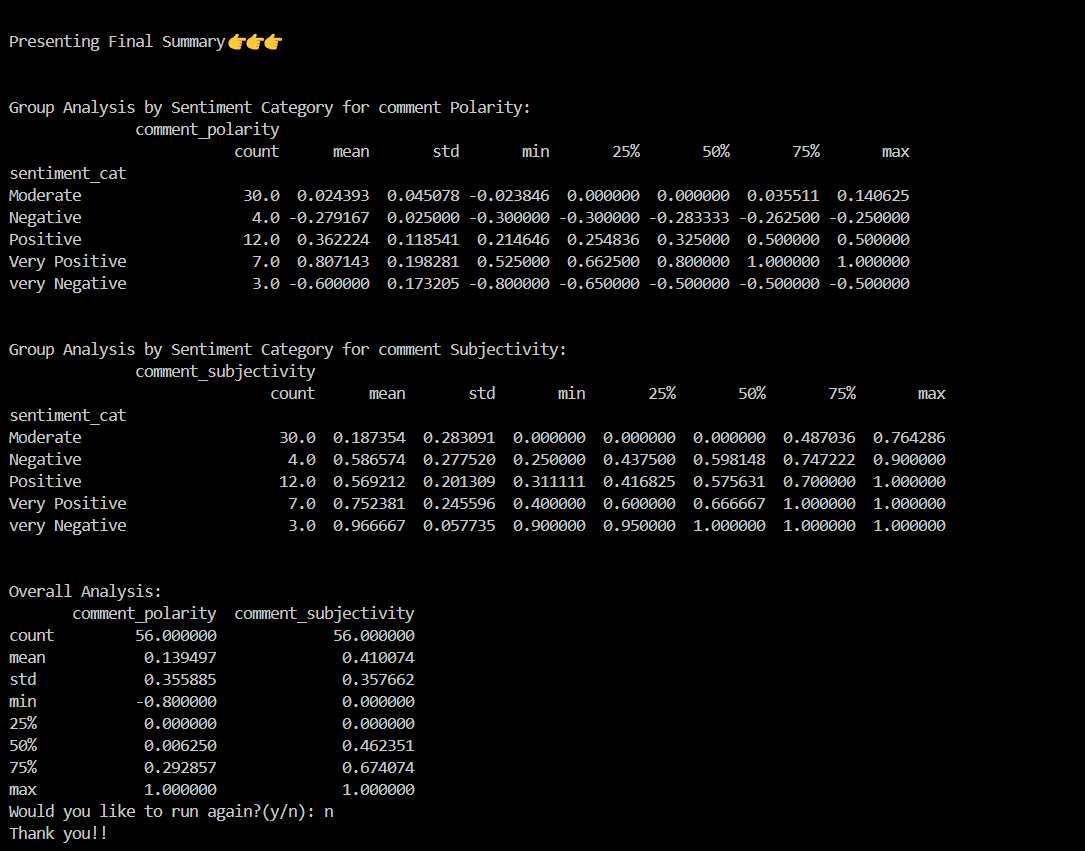 Presenting Final Summary👉👉👉
Group Analysis by Sentiment Category for comment Polarity:
comment_polarity
count mean std min 25% 50% 75% max
sentiment_cat
Moderate 30.0 0.024393 0.045078 -0.023846 0.000000 0.000000 0.035511 0.140625
Negative 4.0 -0.279167 0.025000 -0.300000 -0.300000 -0.283333 -0.262500 -0.250000
Positive 12.0 0.362224 0.118541 0.214646 0.254836 0.325000 0.500000 0.500000
Very Positive 7.0 0.807143 0.198281 0.525000 0.662500 0.800000 1.000000 1.000000
very Negative 3.0 -0.600000 0.173205 -0.800000 -0.650000 -0.500000 -0.500000 -0.500000
Group Analysis by Sentiment Category for comment Subjectivity:
comment_subjectivity
count mean std min 25% 50% 75% max
sentiment_cat
Moderate 30.0 0.187354 0.283091 0.000000 0.000000 0.000000 0.487036 0.764286
Negative 4.0 0.586574 0.277520 0.250000 0.437500 0.598148 0.747222 0.900000
Positive 12.0 0.569212 0.201309 0.311111 0.416825 0.575631 0.700000 1.000000
Very Positive 7.0 0.752381 0.245596 0.400000 0.600000 0.666667 1.000000 1.000000
very Negative 3.0 0.966667 0.057735 0.900000 0.950000 1.000000 1.000000 1.000000
Overall Analysis:
comment_polarity comment_subjectivity
count 56.000000 56.000000
mean 0.139497 0.410074
std 0.355885 0.357662
min -0.800000 0.000000
25% 0.000000 0.000000
50% 0.006250 0.462351
75% 0.292857 0.674074
max 1.000000 1.000000
Would you like to run again?(y/n): n
Thank you!!